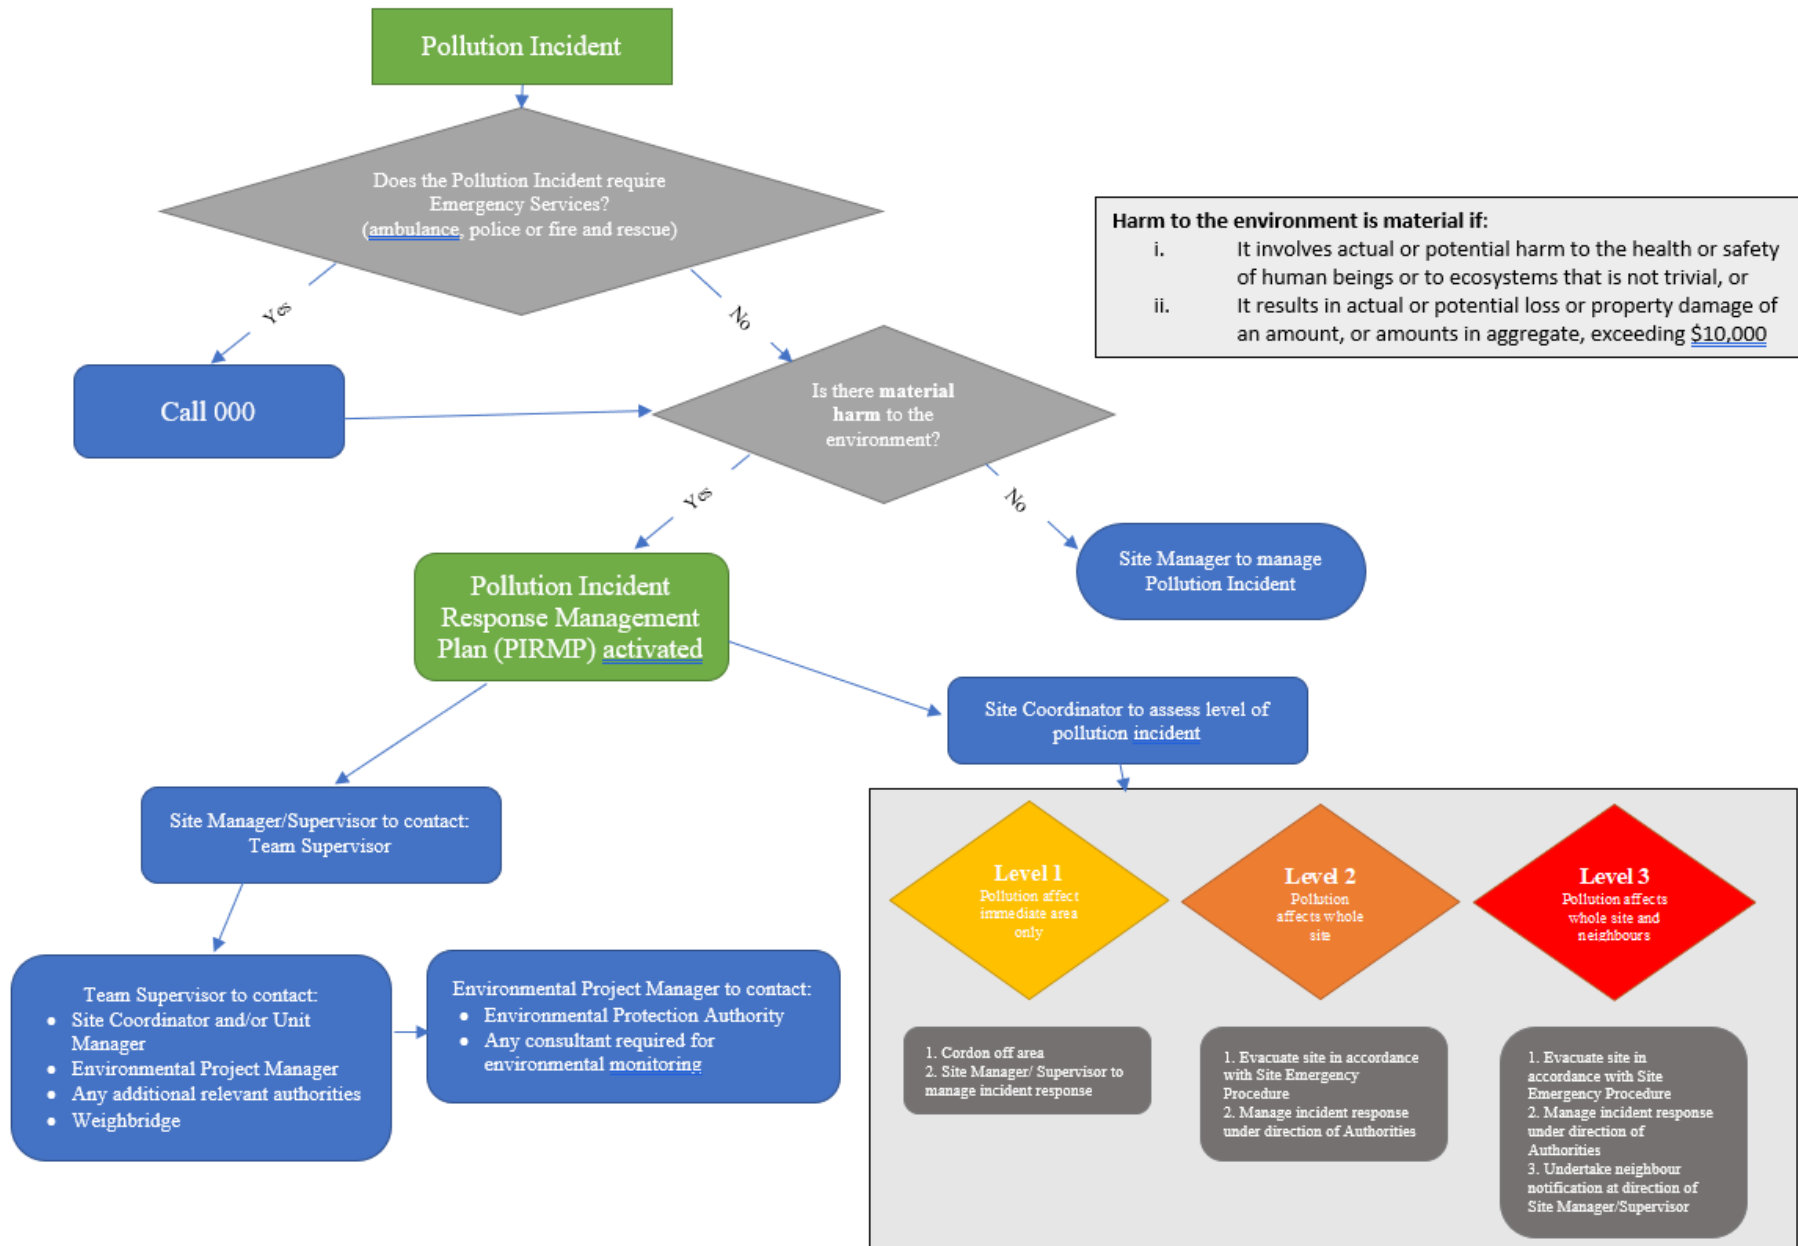 Pollution Incident
Does the Pollution Incident require
Emergency Services?
(ambulance, police or fire and rescue)
Harm to the environment is material if:
i. It involves actual or potential harm to the health or safety
of human beings or to ecosystems that is not trivial, or
ii. It results in actual or potential loss or property damage of
an amount, or amounts in aggregate, exceeding $10,000
Yes
No
Call 000
Is there material
harm to the
environment?
Yes
No
Site Manager to manage
Pollution Incident
Pollution Incident
Response Management
Plan (PIRMP) activated
Site Coordinator to assess level of
pollution incident
Site Manager/Supervisor to contact:
Team Supervisor
Team Supervisor to contact:
• Site Coordinator and/or Unit
Manager
• Environmental Project Manager
• Any additional relevant authorities
• Weighbridge
Environmental Project Manager to contact:
• Environmental Protection Authority
• Any consultant required for
environmental monitoring
Level 1
Pollution affect
immediate area
only
Level 2
Pollution
affects whole
site
Level 3
Pollution affects
whole site and
neighbours
1. Cordon off area
2. Site Manager/ Supervisor to
manage incident response
1. Evacuate site in accordance
with Site Emergency
Procedure
2. Manage incident response
under direction of Authorities
1. Evacuate site in
accordance with Site
Emergency Procedure
2. Manage incident response
under direction of
Authorities
3. Undertake neighbour
notification at direction of
Site Manager/Supervisor